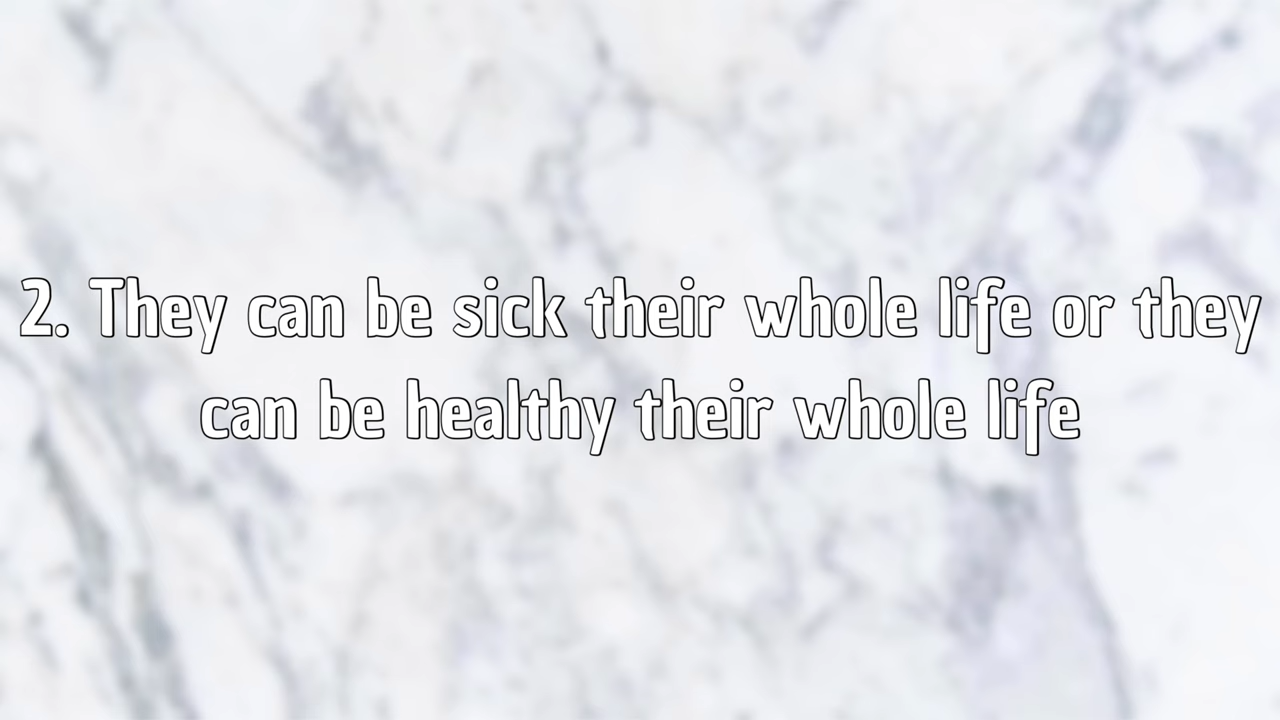 2. They can be sick their whole life or they
can be healthy their whole life